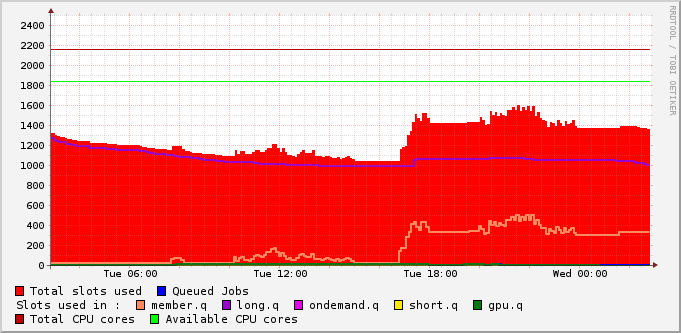 2400
2200
2000
1800
1600
1400
1200
1000
800
600
400
200
0
Tue 06:00 Tue 12:00 Tue 18:00 Wed 00:00
RRDTOOL / TOBI OETIKER
Total slots used Queued Jobs
Slots used in : member.q long.q ondemand.q short.q gpu.q
Total CPU cores Available CPU cores